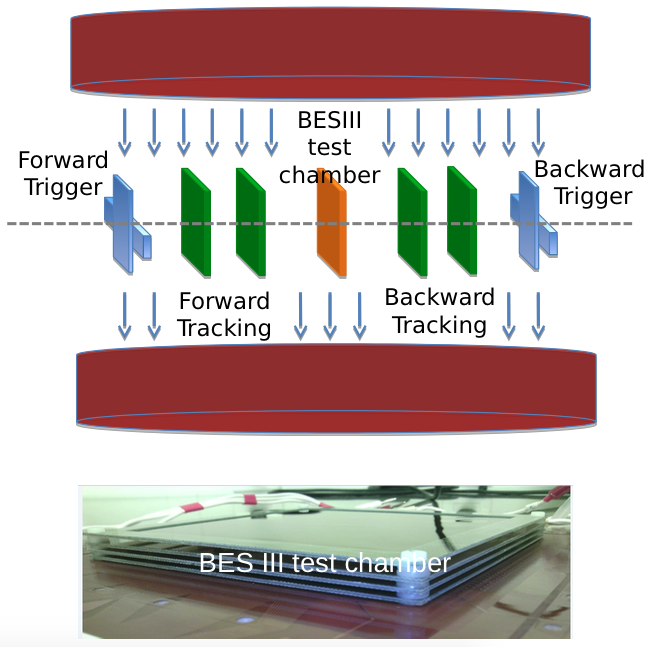 BESIII
test
chamber
Forward
Trigger
Backward
Trigger
Forward
Tracking
Backward
Tracking
BES III test chamber